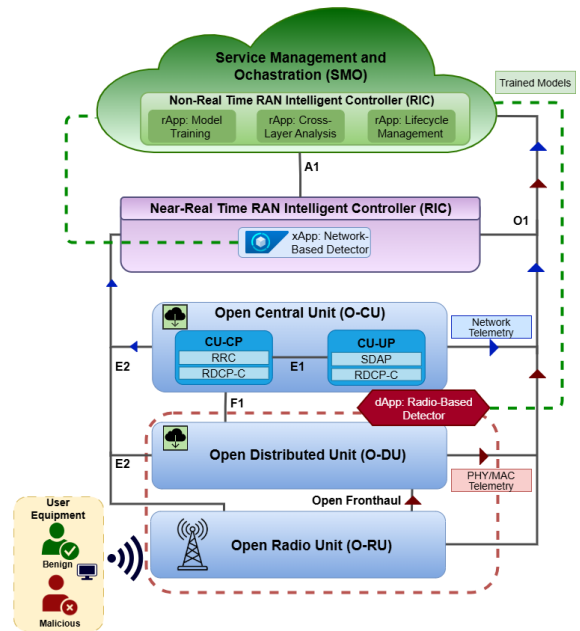 Service Management and
Ochastration (SMO)
Trained Models
Non-Real Time RAN Intelligent Controller (RIC)
rApp: Model
Training
rApp: Cross-
Layer Analysis
rApp: Lifecycle
Management
A1
Near-Real Time RAN Intelligent Controller (RIC)
O1
xApp: Network-
Based Detector
Open Central Unit (O-CU)
Network
Telemetry
CU-CP
RRC
RDCP-C
E1
CU-UP
SDAP
RDCP-C
E2
F1
dApp: Radio-Based
Detector
E2
Open Distributed Unit (O-DU)
PHY/MAC
Telemetry
Open Fronthaul
User
Equipment
Benign
Malicious
Open Radio Unit (O-RU)